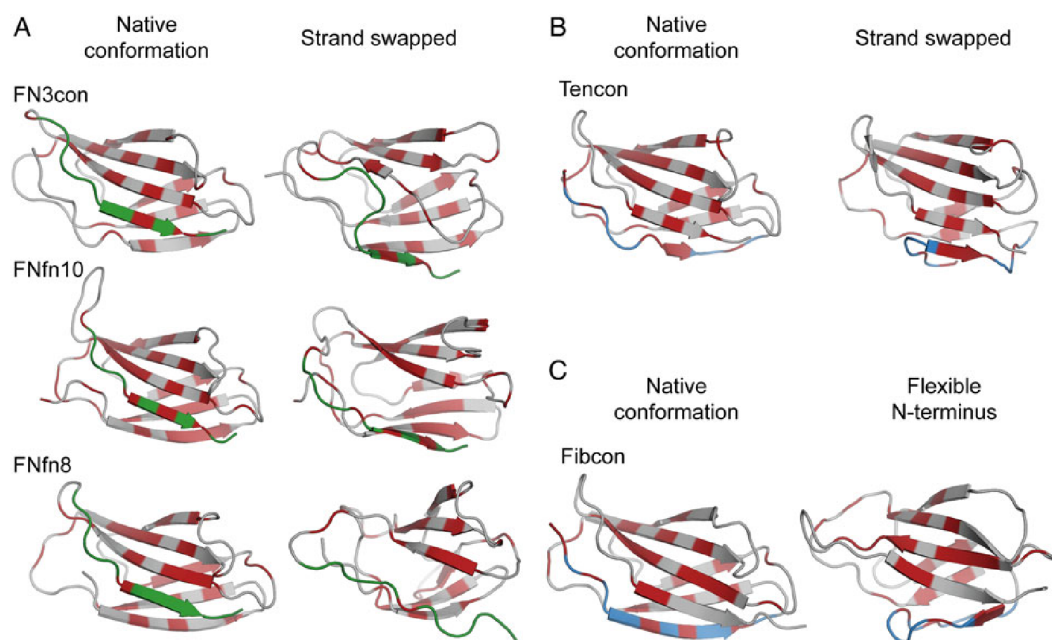 A
Native
conformation
Strand swapped
FN3con
FNfn10
FNfn8
B
Native
conformation
Strand swapped
Tencon
C
Native
conformation
Flexible
N-terminus
Fibcon